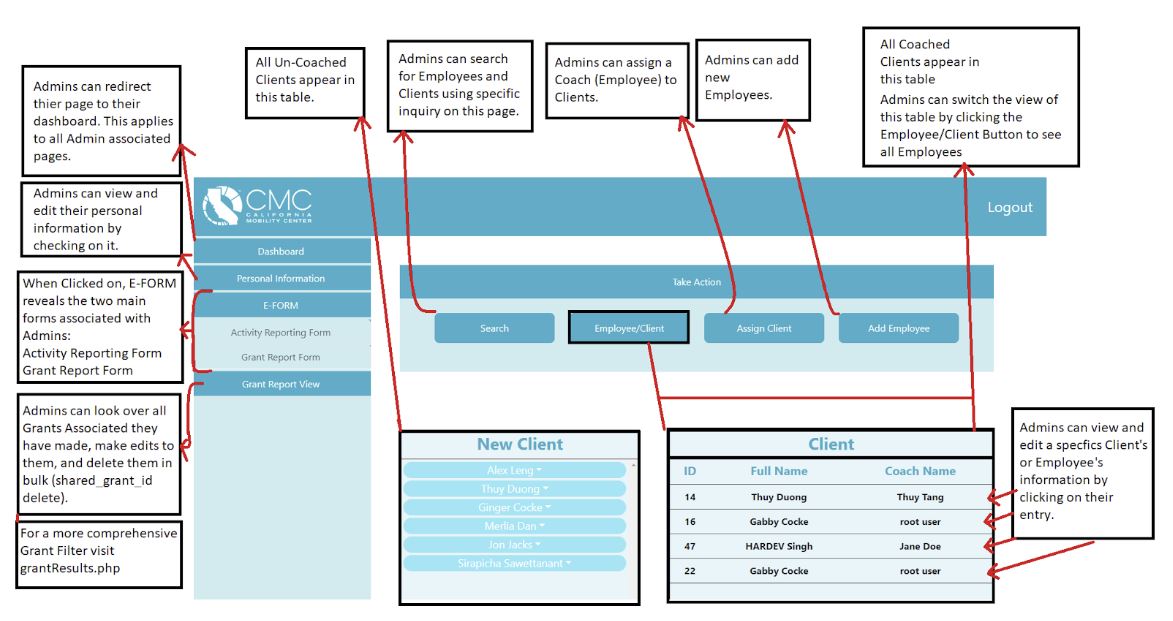 All Un-Coached
Clients appear in
this table.
Admins can search
for Employees and
Clients using specific
inquiry on this page.
Admins can assign a
Coach (Employee) to
Clients.
Admins can add
new
Employees.
All Coached
Clients appear in
this table
Admins can switch the view of
this table by clicking the
Employee/Client Button to see
all Employees
Admins can redirect
thier page to their
dashboard. This applies
to all Admin associated
pages.
Admins can view and
edit their personal
information by
checking on it.
When Clicked on, E-FORM
reveals the two main
forms associated with
Admins:
Activity Reporting Form
Grant Report Form
Admins can look over all
Grants Associated they
have made, make edits to
them, and delete them in
bulk (shared_grant_id
delete).
For a more comprehensive
Grant Filter visit
grantResults.php
CMC
CALIFORNIA
MOBILITY CENTER
Logout
Dashboard
Personal Information
E-FORM
Activity Reporting Form
Grant Report Form
Grant Report View
Take Action
Search
Employee/Client
Assign Client
Add Employee
New Client
Alex Leng
Thuy Duong
Ginger Cocke
Merlia Dan
Jon Jacks
Sirapicha Sawettanant
Client
ID Full Name Coach Name
14 Thuy Duong Thuy Tang
16 Gabby Cocke root user
47 HARDEV Singh Jane Doe
22 Gabby Cocke root user
Admins can view and
edit a specfics Client's
or Employee's
information by
clicking on their
entry.